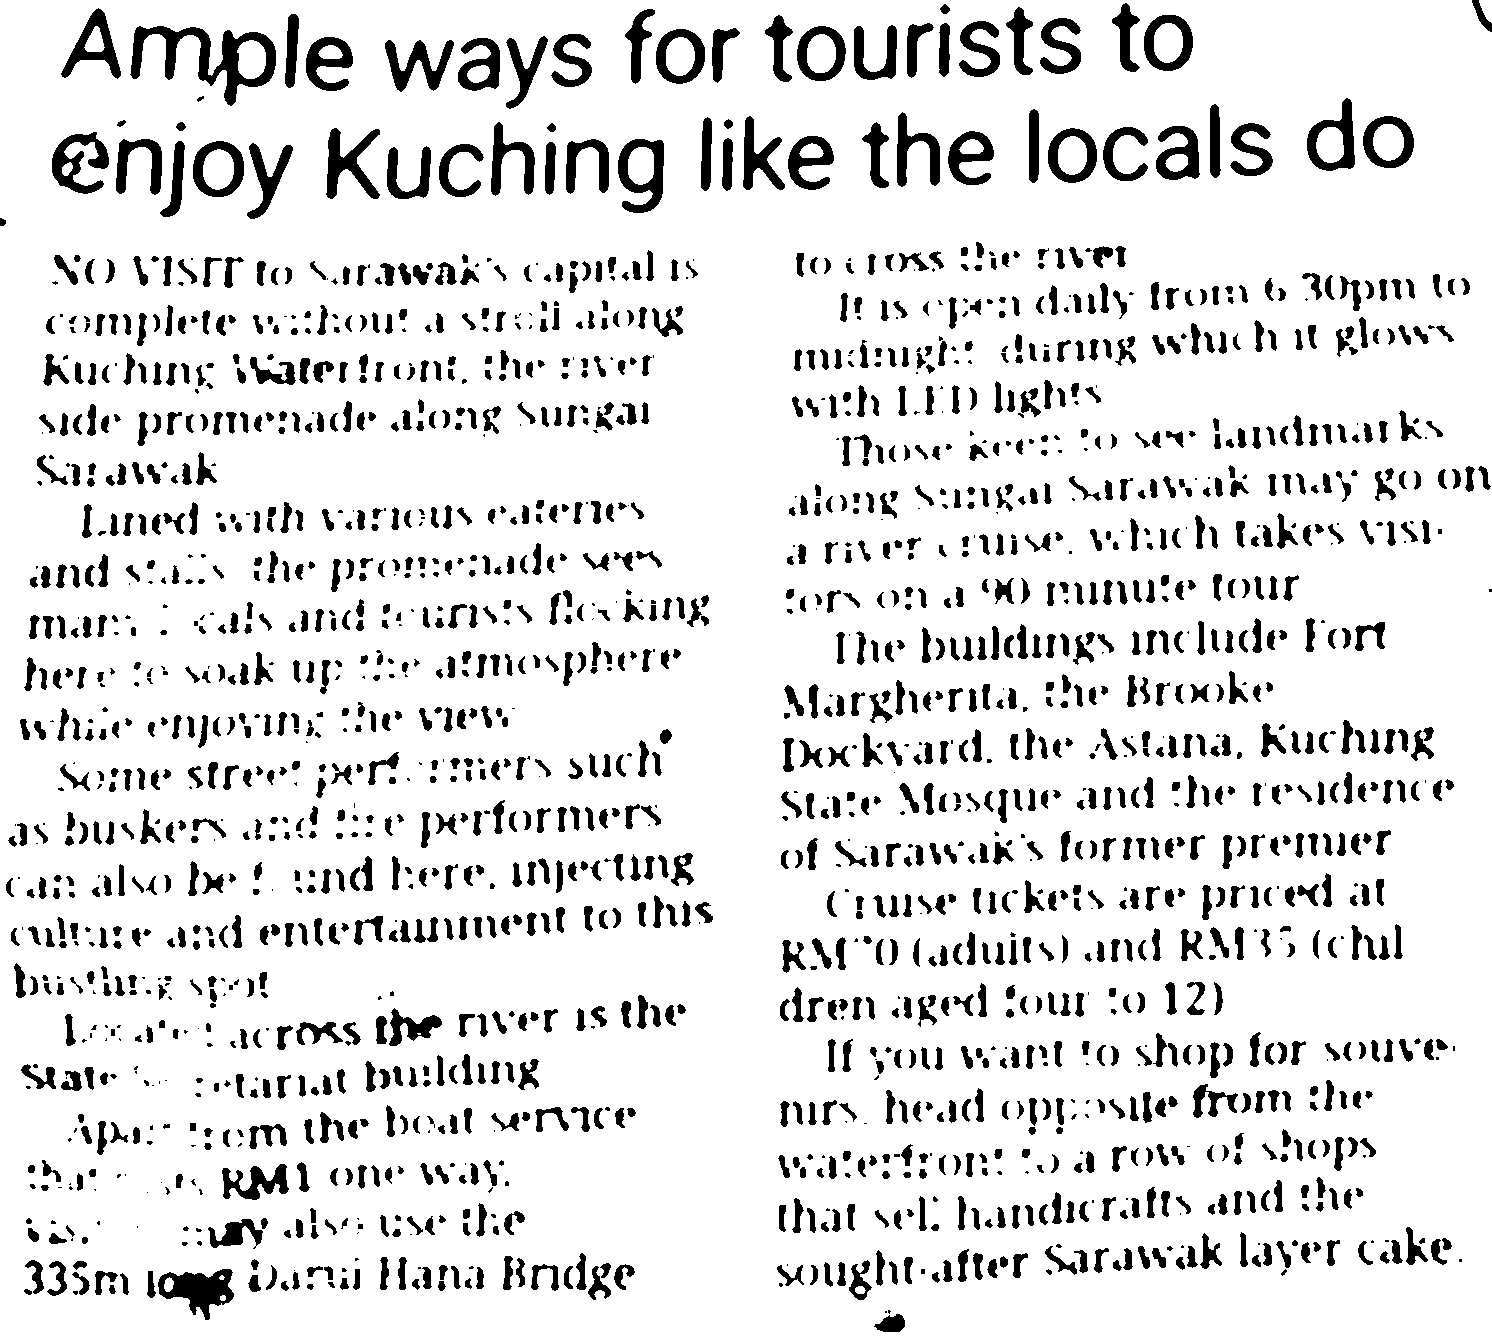 Ample ways for tourists to
enjoy Kuching like the locals do
NO VISIT to Sarawak's capital is
complete without a stroll along
Kuching Waterfront, the river
side promenade along Sungai
Sarawak
Lined with various eateries
and stalls the promenade sees
many locals and tourists flocking
here to soak up the atmosphere
while enjoying the view
Some street performers such
as buskers and fire performers
can also be found here, injecting
culture and entertainment to this
bustling spot
Located across the river is the
State Secretariat building
Apart from the boat service
that costs RM1 one way,
may also use the
335m long Darul Hana Bridge
to cross the river
It is open daily from 6 30pm to
midnight during which it glows
with LED lights
Those keen to see landmarks
along Sungai Sarawak may go on
a river cruise, which takes visi-
tors on a 90 minute tour
The buildings include Fort
Margherita, the Brooke
Dockyard, the Astana, Kuching
State Mosque and the residence
of Sarawak's former premier
Cruise tickets are priced at
(adults) and RM35 (chil
dren aged four to 12)
If you want to shop for souve-
nirs, head opposite from the
waterfront to a row of shops
that sell handicrafts and the
sought-after Sarawak layer cake.